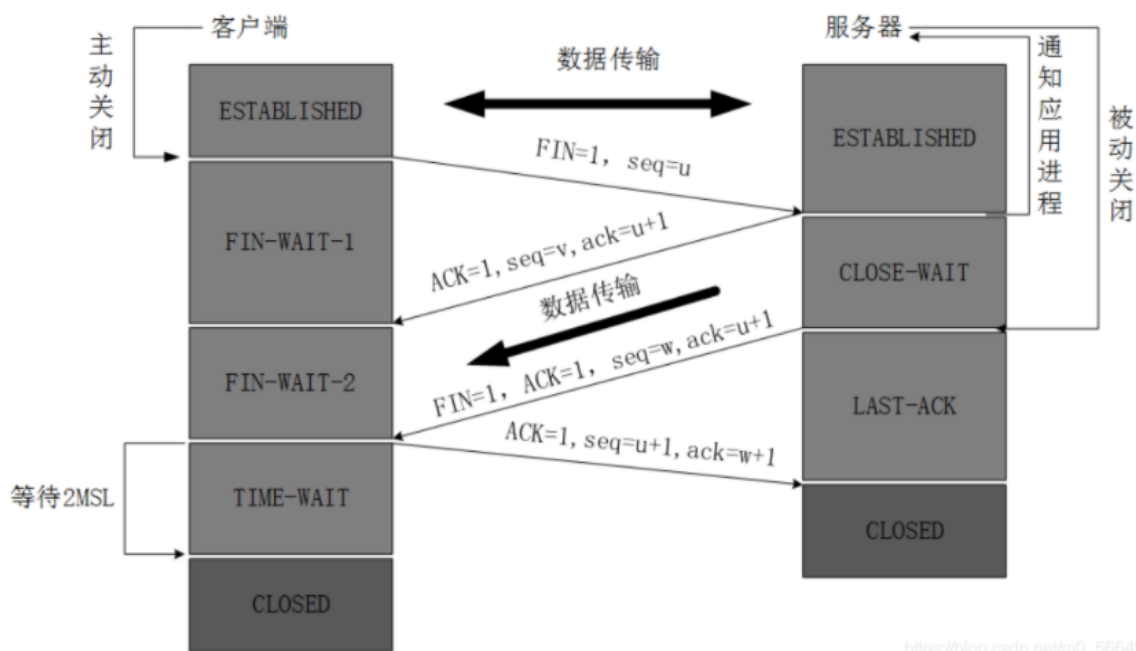 客户端
服务器
主动关闭
数据传输
通知应用进程
ESTABLISHED
ESTABLISHED
被动关闭
FIN=1, seq=u
FIN-WAIT-1
ACK=1,seq=v,ack=u+1
CLOSE-WAIT
数据传输
FIN-WAIT-2
FIN=1, ACK=1, seq=w,ack=u+1
LAST-ACK
ACK=1,seq=u+1,ack=w+1
等待2MSL
TIME-WAIT
CLOSED
CLOSED